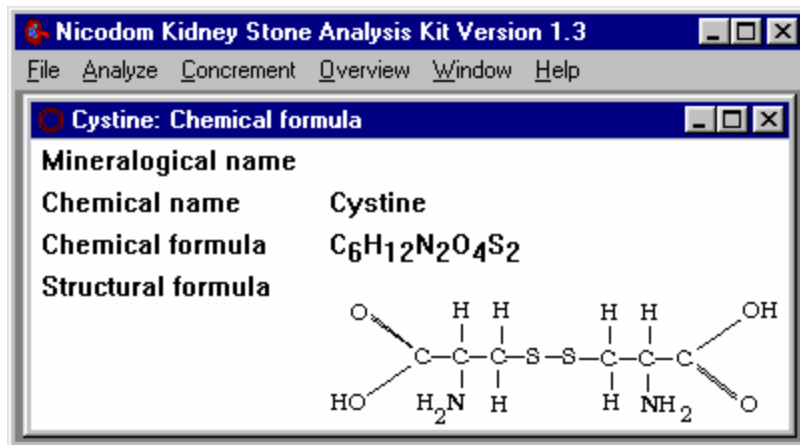 Nicodom Kidney Stone Analysis Kit Version 1.3
File Analyze Concrement Overview Window Help
Cystine: Chemical formula
Mineralogical name
Chemical name Cystine
Chemical formula C6H12N2O4S2
Structural formula
O H H H H OH
C—C—C—S—S—C—C—C
HO H2N H H NH2 O